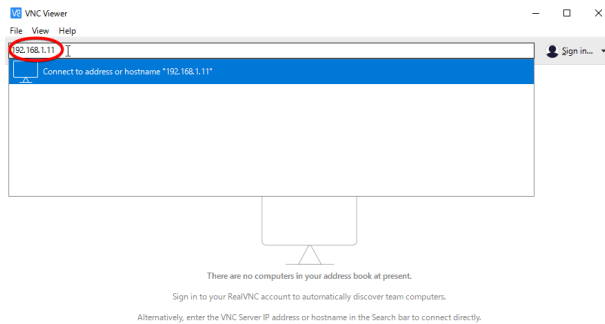 VNC Viewer
File View Help
192.168.1.11
Sign in...
Connect to address or hostname "192.168.1.11"
There are no computers in your address book at present.
Sign in to your RealVNC account to automatically discover team computers.
Alternatively, enter the VNC Server IP address or hostname in the Search bar to connect directly.